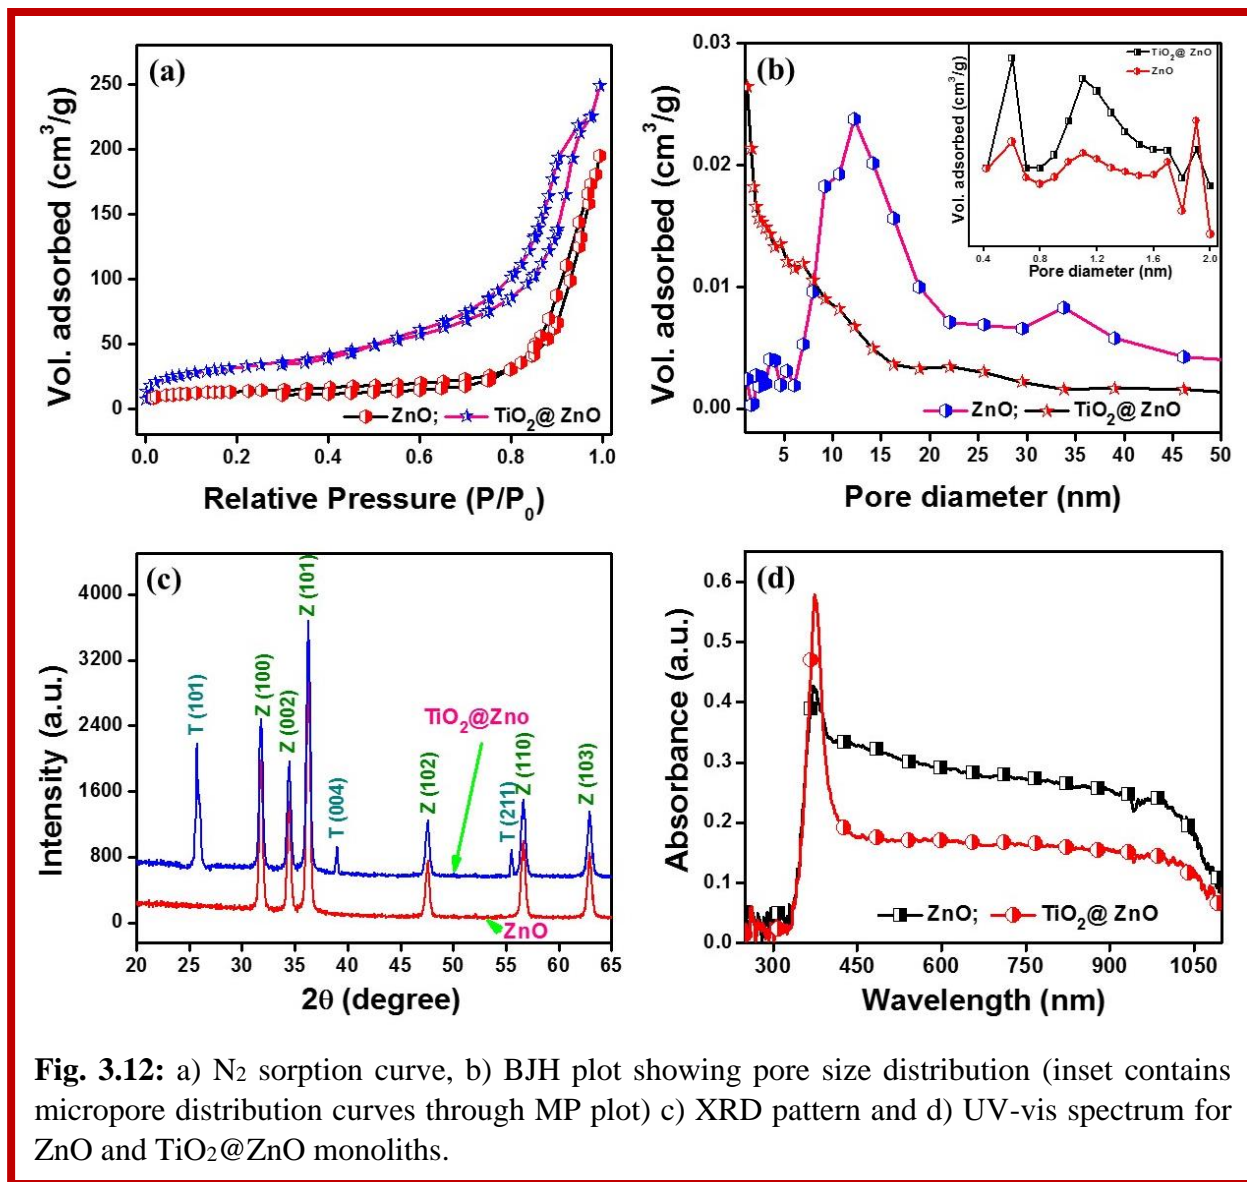 (a)
250
200
150
100
50
0
Vol. adsorbed (cm³/g)
ZnO; TiO₂@ ZnO
0.0 0.2 0.4 0.6 0.8 1.0
Relative Pressure (P/P₀)
(b)
0.03
0.02
0.01
0.00
Vol. adsorbed (cm³/g)
TiO₂@ ZnO
ZnO
Vol. adsorbed (cm³/g)
0.4 0.8 1.2 1.6 2.0
Pore diameter (nm)
ZnO; TiO₂@ ZnO
5 10 15 20 25 30 35 40 45 50
Pore diameter (nm)
(c)
4000
3200
2400
1600
800
0
Intensity (a.u.)
T (101)
Z (100)
Z (002)
Z (101)
T (004)
Z (102)
TiO₂@Zno
T (211)
Z (110)
Z (103)
ZnO
20 25 30 35 40 45 50 55 60 65
2θ (degree)
(d)
0.6
0.5
0.4
0.3
0.2
0.1
0.0
Absorbance (a.u.)
ZnO; TiO₂@ ZnO
300 450 600 750 900 1050
Wavelength (nm)
Fig. 3.12: a) N₂ sorption curve, b) BJH plot showing pore size distribution (inset contains
micropore distribution curves through MP plot) c) XRD pattern and d) UV-vis spectrum for
ZnO and TiO₂@ZnO monoliths.